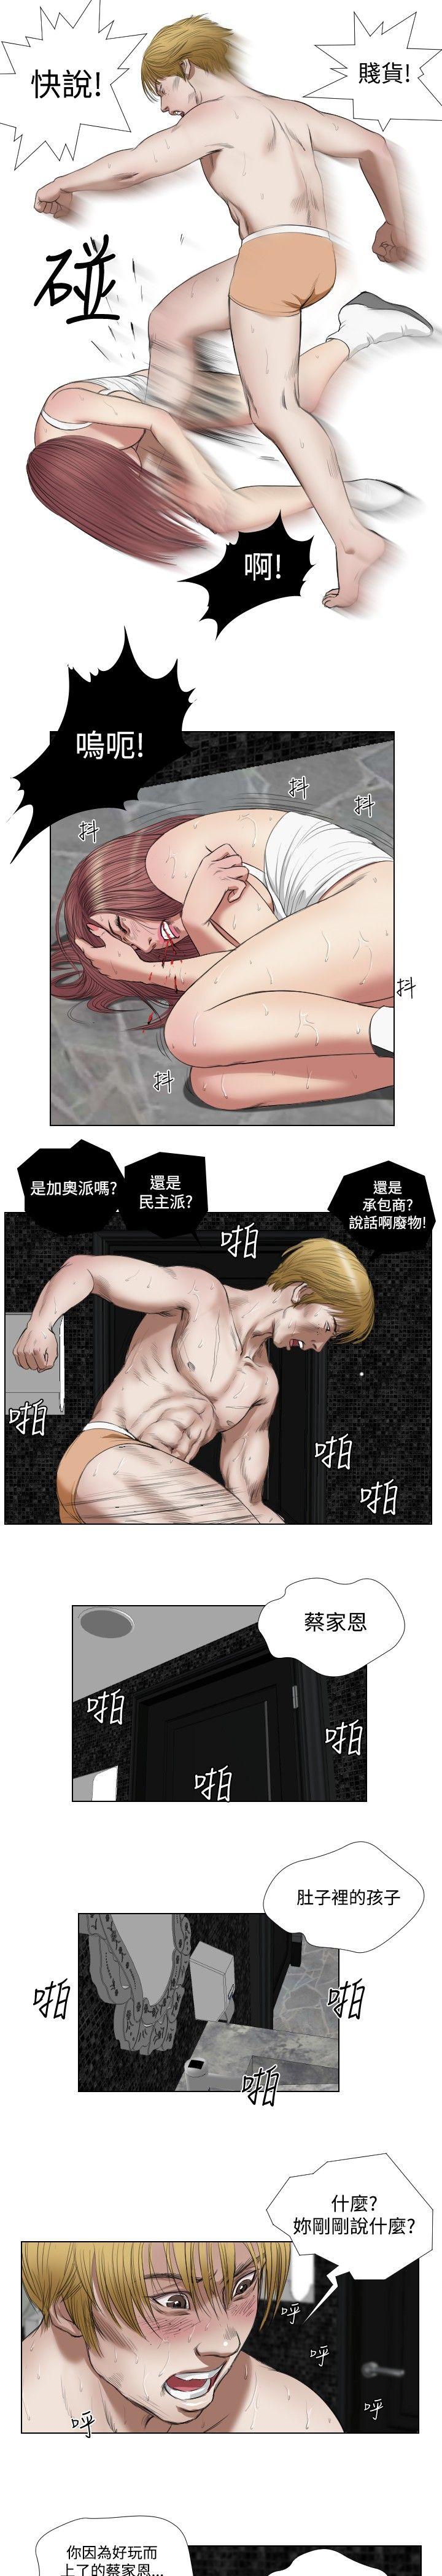 快說!
賤貨!
碰
啊!
嗚呃!
抖
抖
抖
抖
抖
是加奧派嗎?
還是
民主派?
還是
承包商?
說話啊廢物!
啪
啪
啪
啪
蔡家恩
啪
啪
啪
肚子裡的孩子
啪
啪
啪
什麼?
妳剛剛說什麼?
呼
呼
呼
呼
你因為好玩而
上了的蔡家恩...